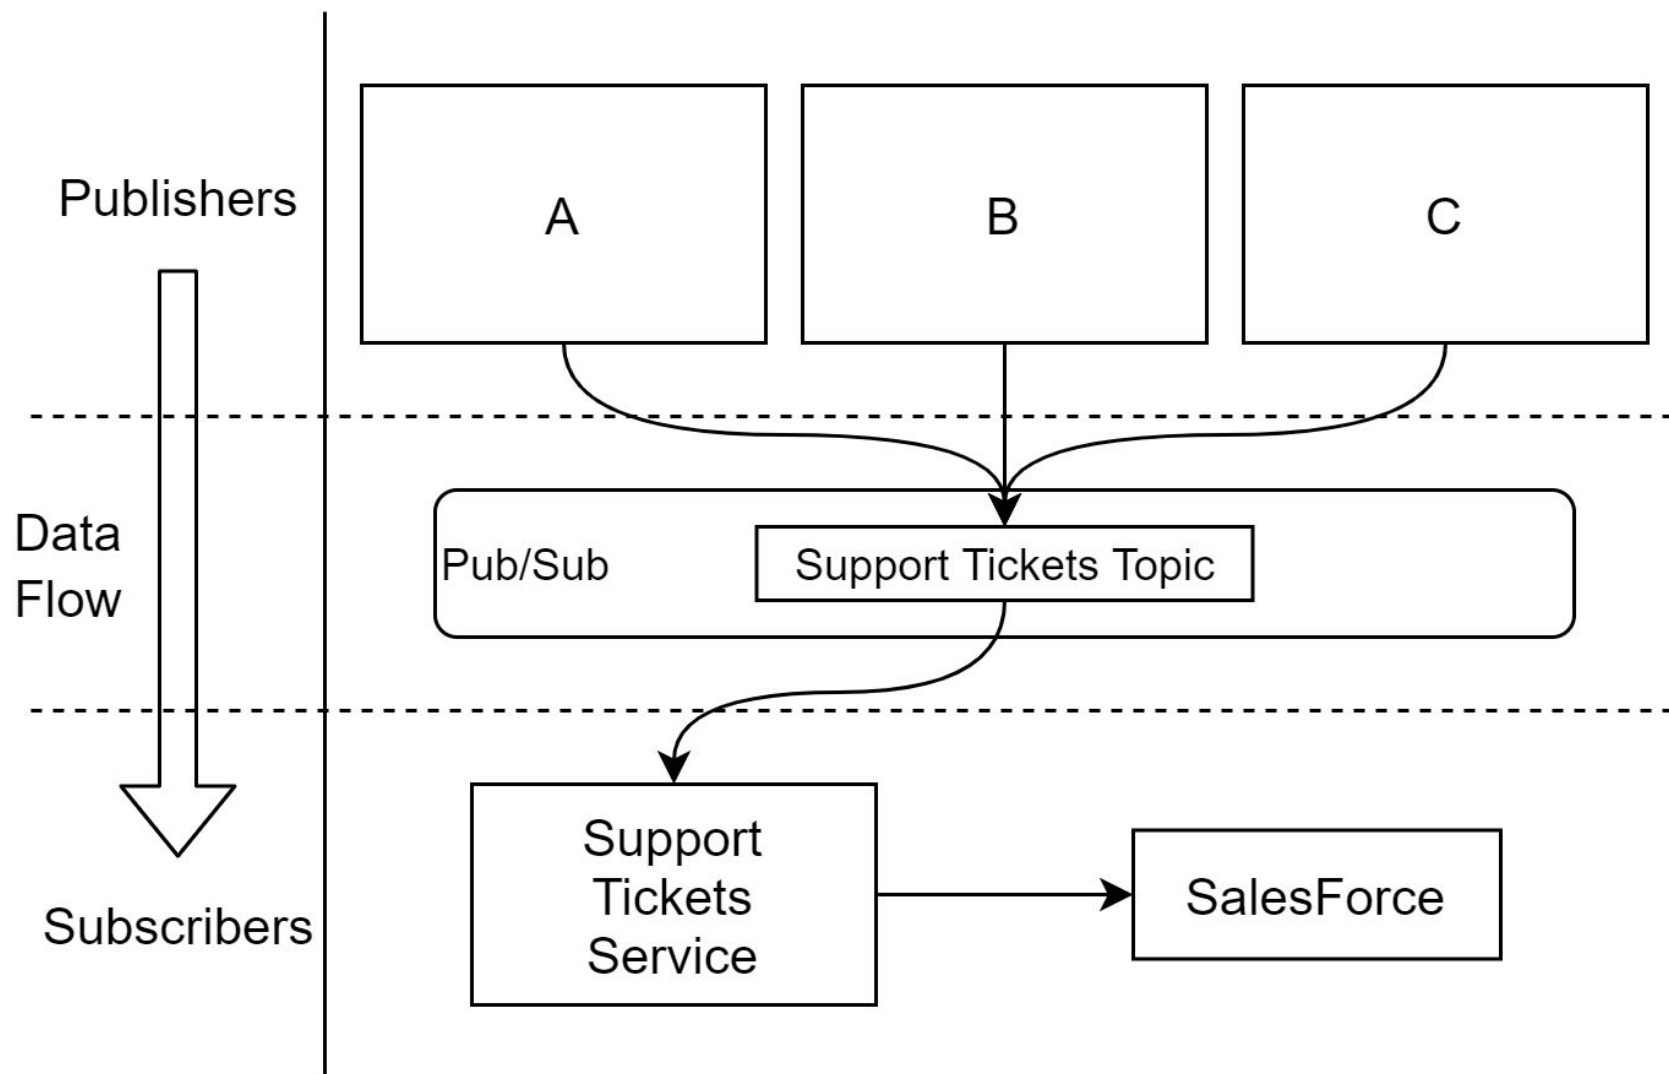 Publishers
A
B
C
Data
Flow
Pub/Sub
Support Tickets Topic
Subscribers
Support
Tickets
Service
SalesForce